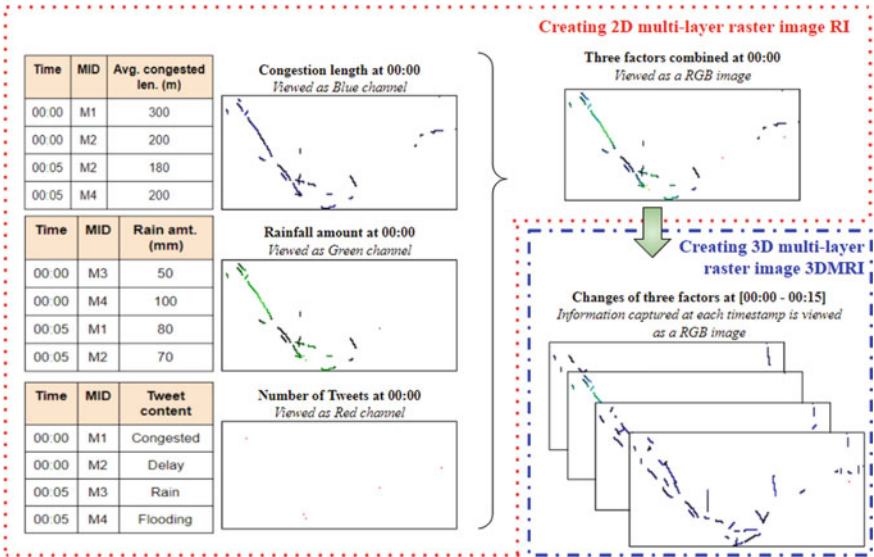 Creating 2D multi-layer raster image RI
Time MID Avg. congested
len. (m)
00:00 M1 300
00:00 M2 200
00:05 M2 180
00:05 M4 200
Congestion length at 00:00
Viewed as Blue channel
Three factors combined at 00:00
Viewed as a RGB image
Time MID Rain amt.
(mm)
00:00 M3 50
00:00 M4 100
00:05 M1 80
00:05 M2 70
Rainfall amount at 00:00
Viewed as Green channel
Creating 3D multi-layer
raster image 3DMRI
Changes of three factors at [00:00 - 00:15]
Information captured at each timestamp is viewed
as a RGB image
Time MID Tweet
content
00:00 M1 Congested
00:00 M2 Delay
00:05 M3 Rain
00:05 M4 Flooding
Number of Tweets at 00:00
Viewed as Red channel